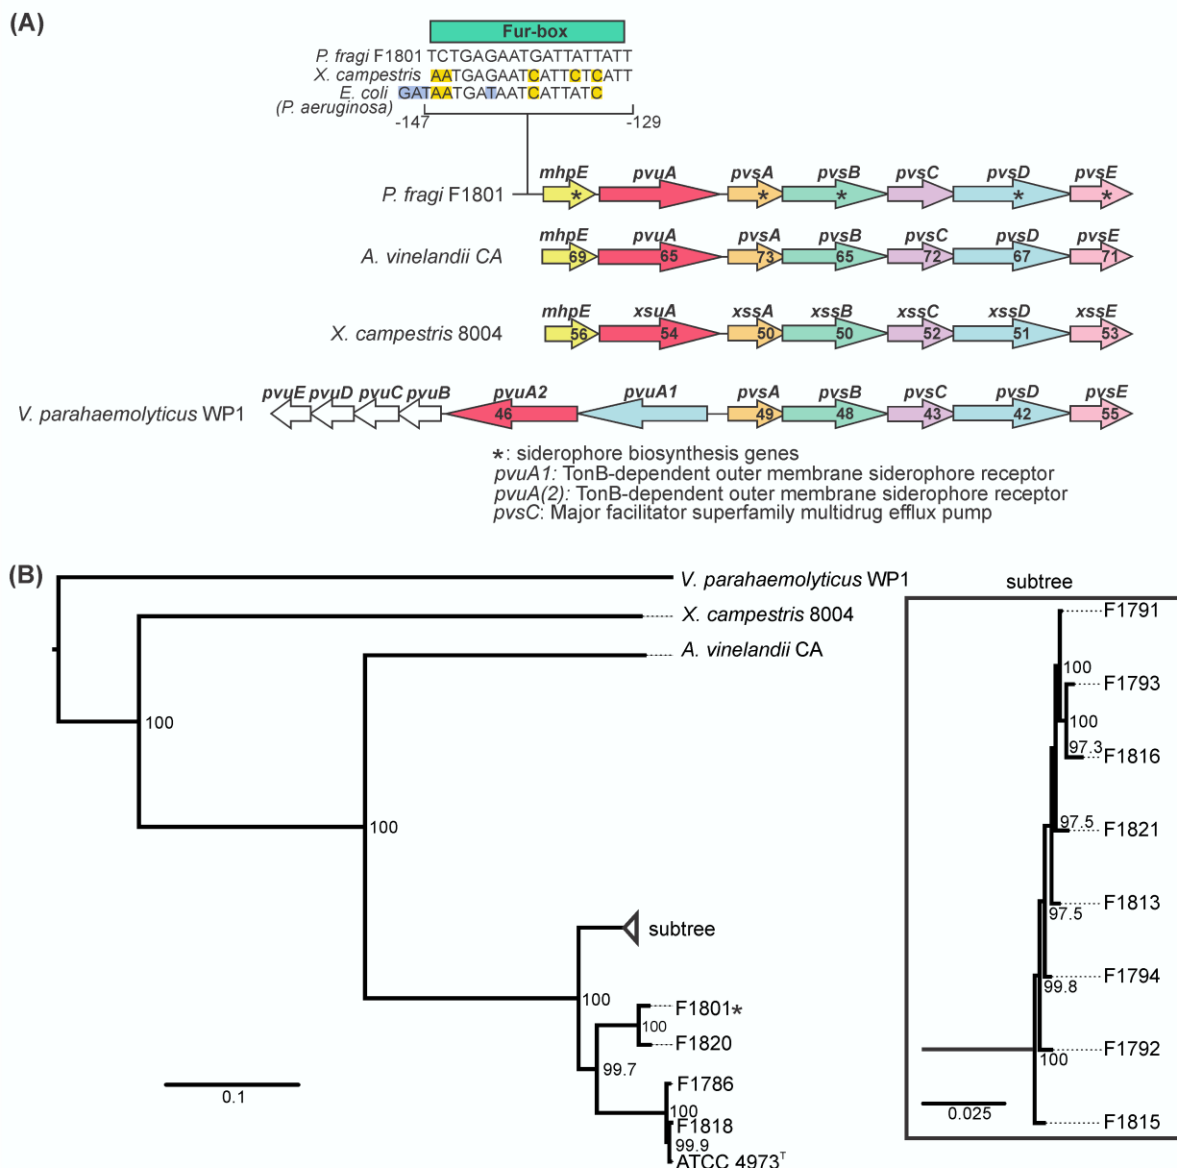 (A)
Fur-box
P. fragi F1801 TCTGAGAATGATTATTATT
X. campestris AATGAGAATCATTCTCATT
E. coli GATAATGATAATCATTATC
(P. aeruginosa)
-147 -129
mhpE pvuA pvsA pvsB pvsC pvsD pvsE
P. fragi F1801 * * * * *
mhpE pvuA pvsA pvsB pvsC pvsD pvsE
A. vinelandii CA 69 65 73 65 72 67 71
mhpE xsuA xssA xssB xssC xssD xssE
X. campestris 8004 56 54 50 50 52 51 53
pvuE pvuD pvuC pvuB pvuA2 pvuA1 pvsA pvsB pvsC pvsD pvsE
V. parahaemolyticus WP1 46 49 48 43 42 55
*: siderophore biosynthesis genes
pvuA1: TonB-dependent outer membrane siderophore receptor
pvuA(2): TonB-dependent outer membrane siderophore receptor
pvsC: Major facilitator superfamily multidrug efflux pump
(B)
V. parahaemolyticus WP1
X. campestris 8004
A. vinelandii CA
100
100
subtree
100
F1801*
100
F1820
99.7
F1786
100
F1818
99.9
ATCC 4973T
0.1
subtree
F1791
100
F1793
100
97.3
F1816
97.5
F1821
F1813
97.5
F1794
99.8
F1792
100
0.025
F1815